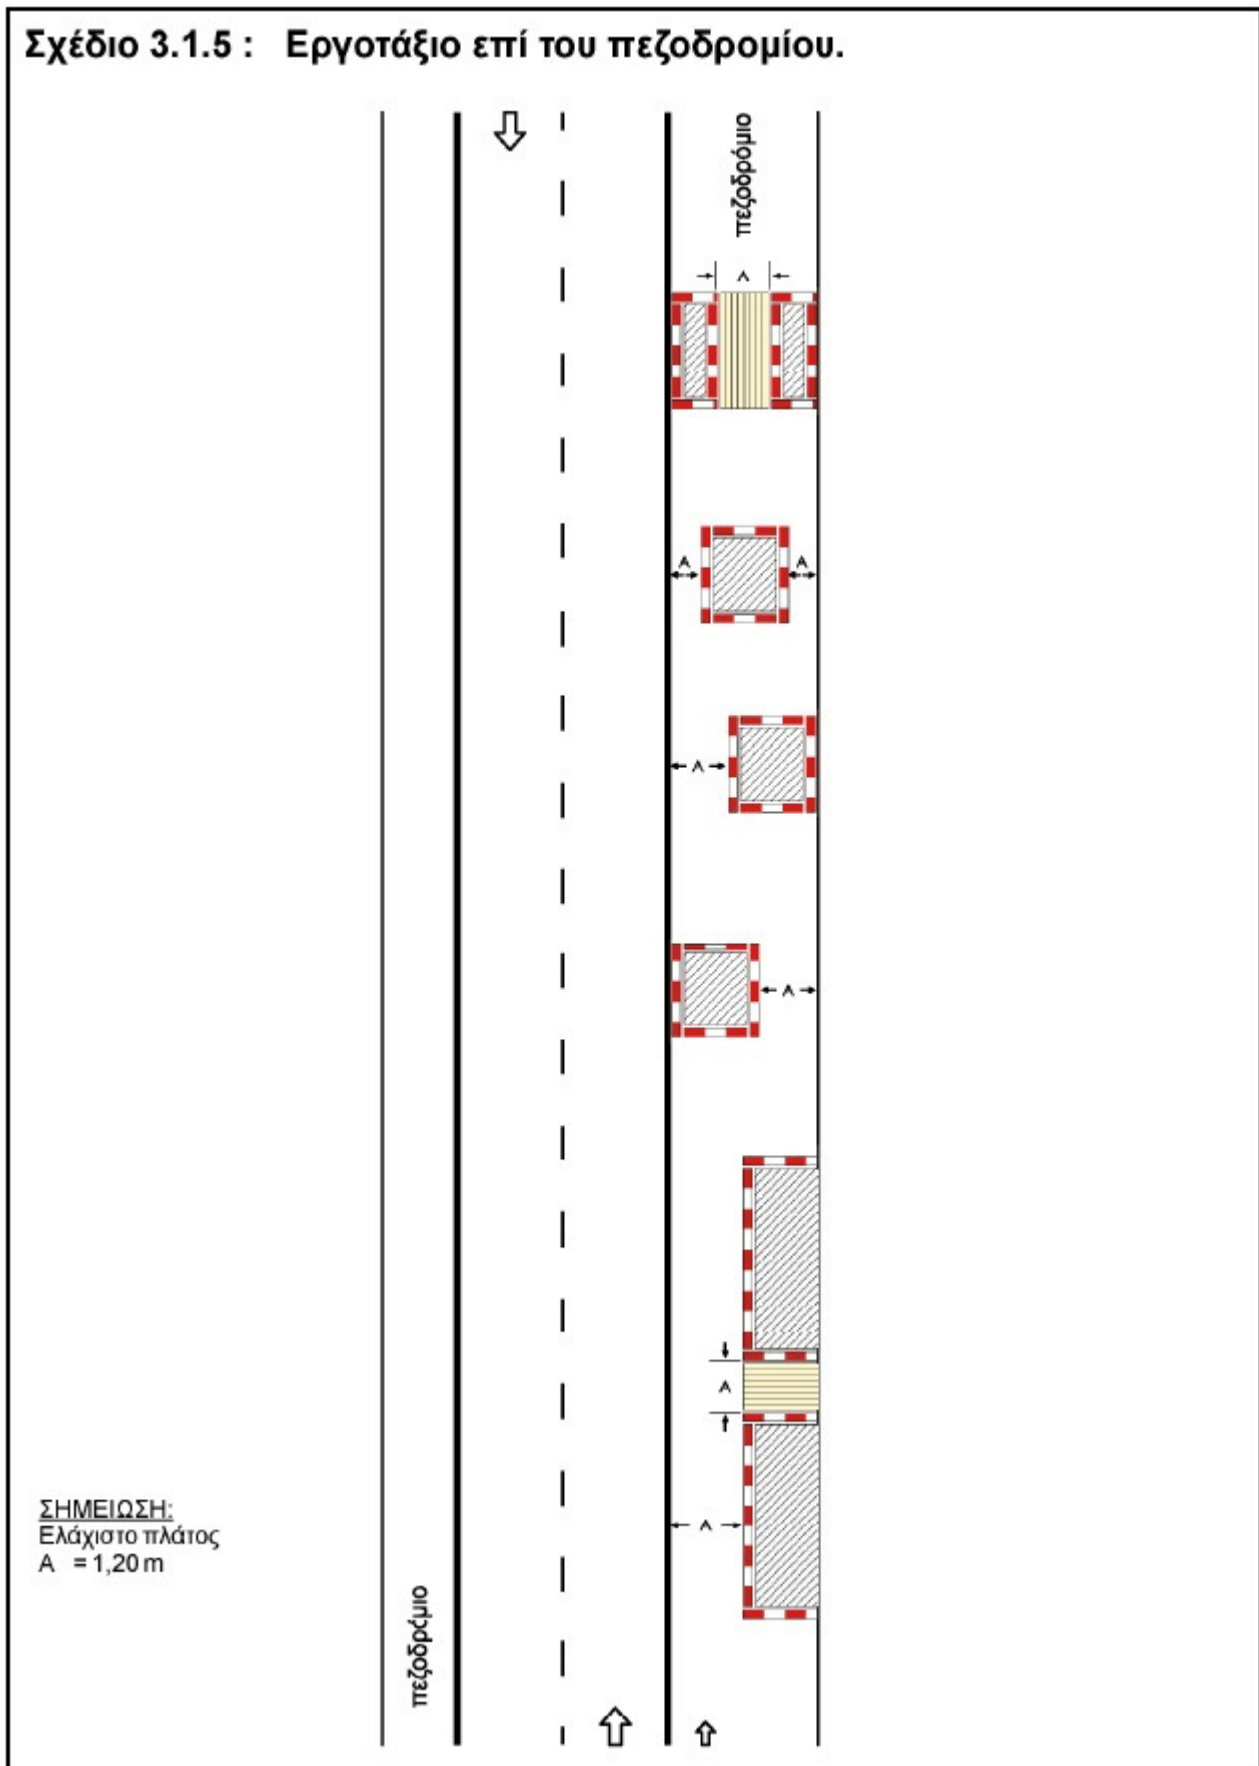 Σχέδιο 3.1.5 : Εργοτάξιο επί του πεζοδρομίου.
πεζοδρόμιο
A
A
A
A
A
A
A
ΣΗΜΕΙΩΣΗ:
Ελάχιστο πλάτος
A = 1,20 m
πεζοδρόμιο